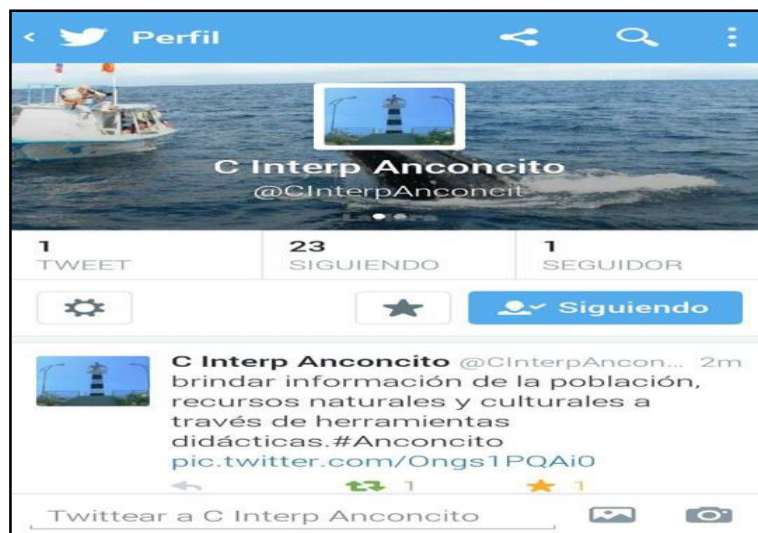 Perfil
C Interp Anconcito
@CInterpAnconcit
1 23 1
TWEET SIGUIENDO SEGUIDOR
Siguiendo
C Interp Anconcito @CInterpAncon... 2m
brindar información de la población,
recursos naturales y culturales a
través de herramientas
didácticas.#Anconcito
pic.twitter.com/Ongs1PQAi0
1 1
Twittear a C Interp Anconcito